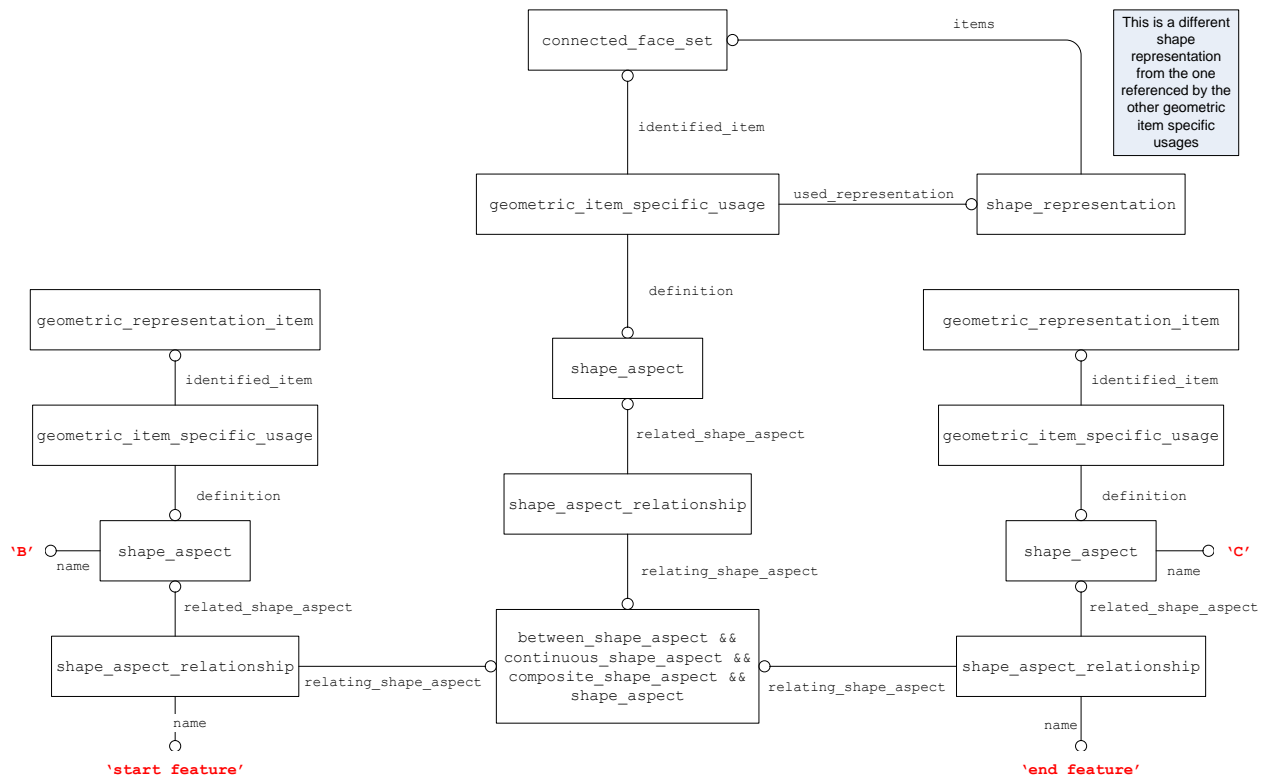 items
connected_face_set
This is a different
shape
representation
from the one
referenced by the
other geometric
item specific
usages
identified_item
geometric_item_specific_usage
used_representation
shape_representation
definition
geometric_representation_item
geometric_representation_item
shape_aspect
identified_item
identified_item
geometric_item_specific_usage
related_shape_aspect
geometric_item_specific_usage
definition
shape_aspect_relationship
definition
‘B’
name
shape_aspect
shape_aspect
name
‘C’
relating_shape_aspect
related_shape_aspect
related_shape_aspect
between_shape_aspect &&
continuous_shape_aspect &&
composite_shape_aspect &&
shape_aspect
shape_aspect_relationship
relating_shape_aspect
relating_shape_aspect
shape_aspect_relationship
name
name
‘start feature’
‘end feature’